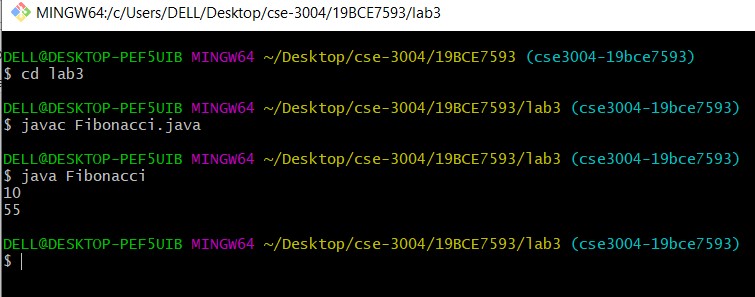 MINGW64:/c/Users/DELL/Desktop/cse-3004/19BCE7593/lab3
DELL@DESKTOP-PEF5UIB MINGW64 ~/Desktop/cse-3004/19BCE7593 (cse3004-19bce7593)
$ cd lab3
DELL@DESKTOP-PEF5UIB MINGW64 ~/Desktop/cse-3004/19BCE7593/lab3 (cse3004-19bce7593)
$ javac Fibonacci.java
DELL@DESKTOP-PEF5UIB MINGW64 ~/Desktop/cse-3004/19BCE7593/lab3 (cse3004-19bce7593)
$ java Fibonacci
10
55
DELL@DESKTOP-PEF5UIB MINGW64 ~/Desktop/cse-3004/19BCE7593/lab3 (cse3004-19bce7593)
$